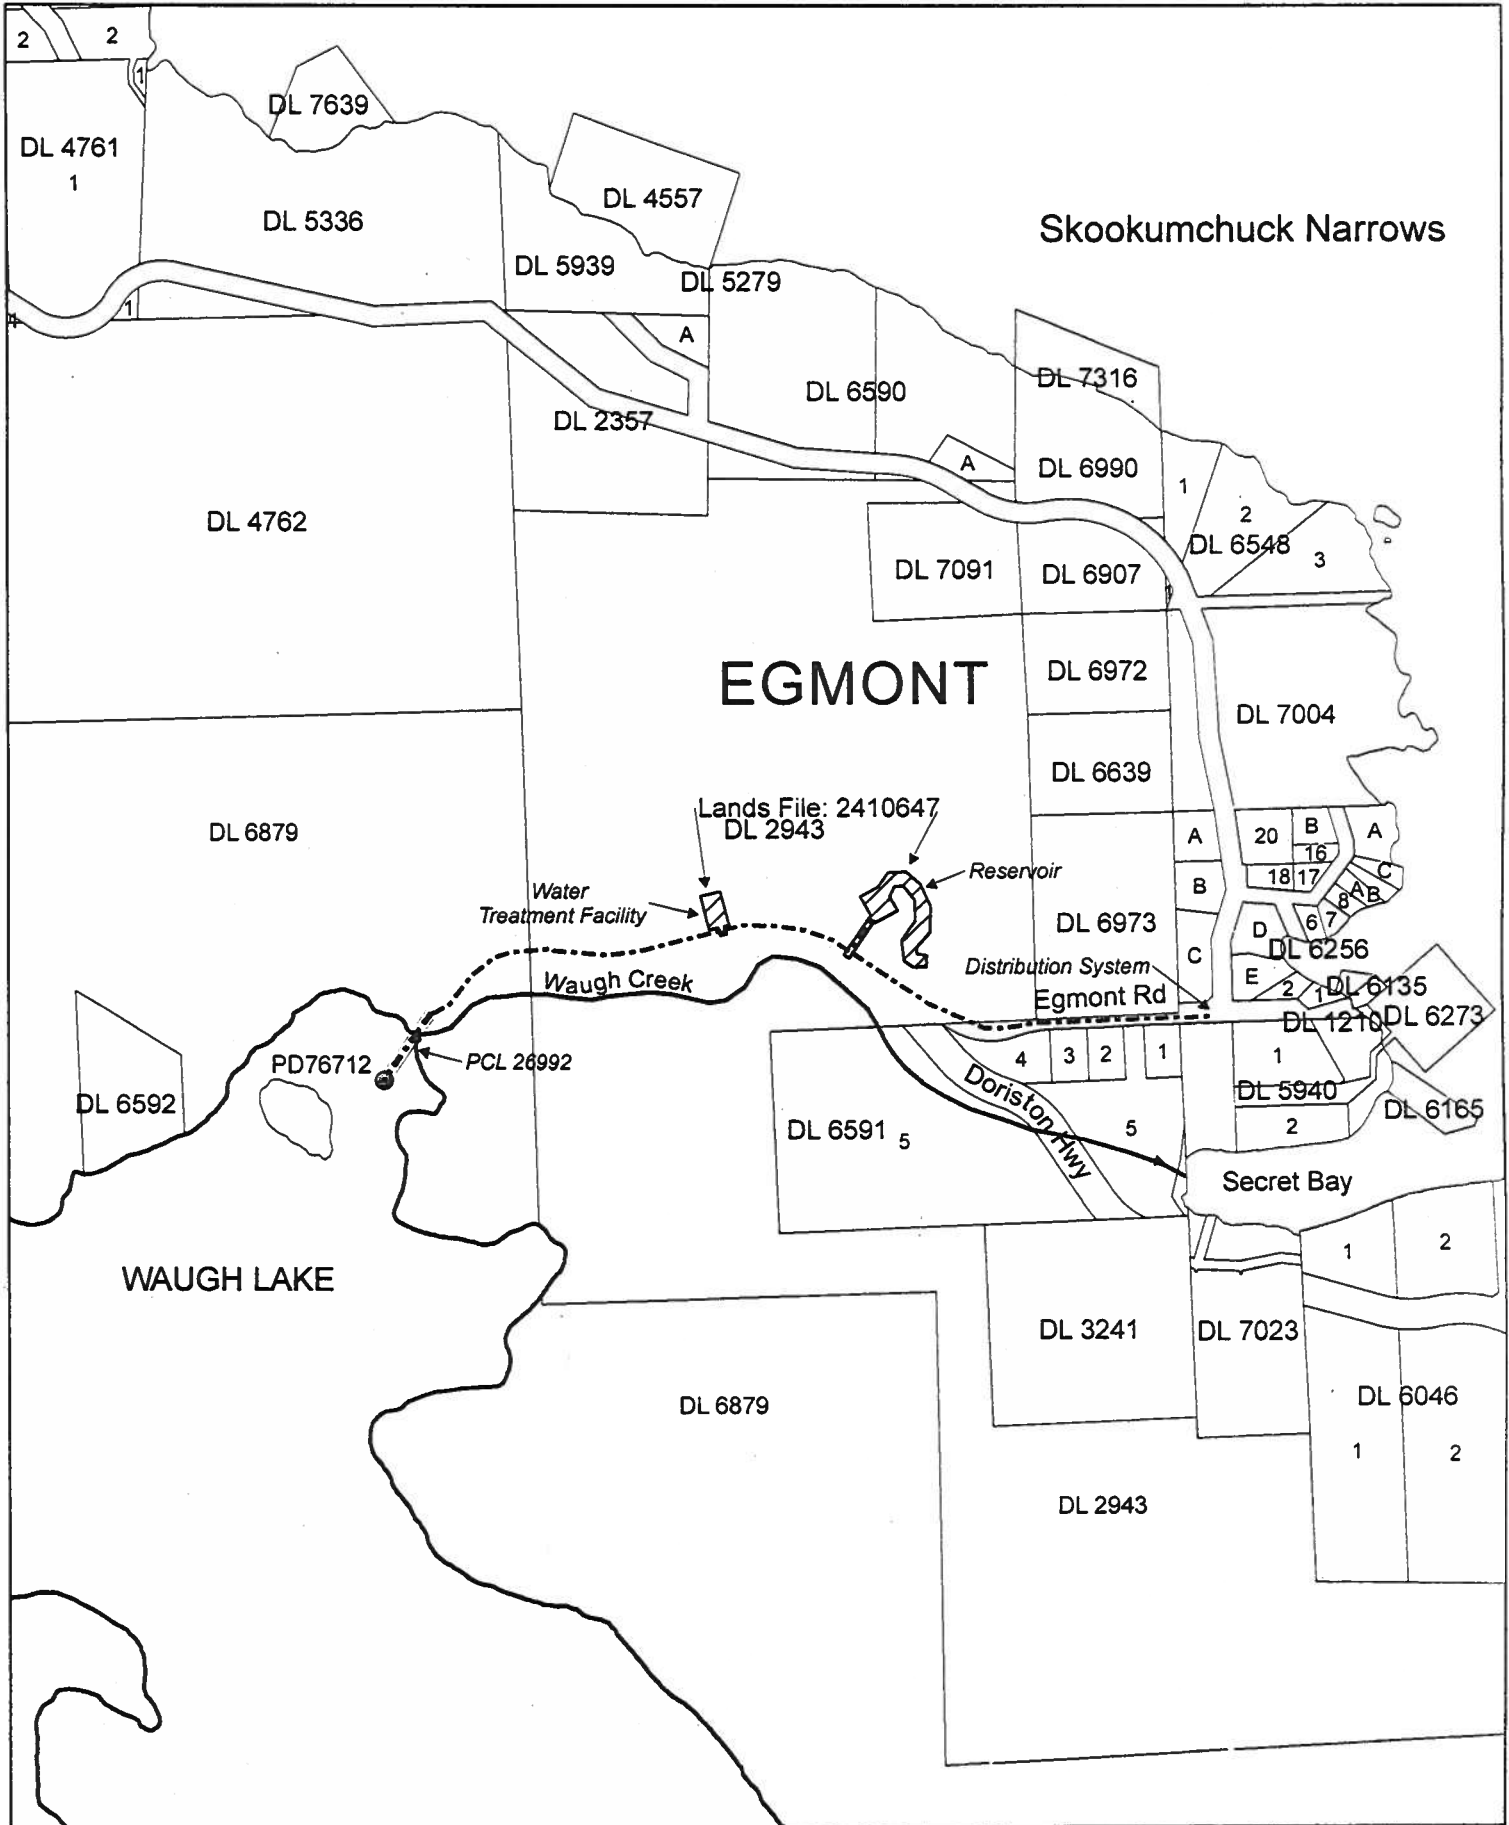 2
2
1
DL 7639
DL 4761
1
DL 5336
DL 4557
Skookumchuck Narrows
DL 5939
DL 5279
1
A
DL 7316
DL 6590
DL 2357
A
DL 6990
1
2
DL 4762
DL 6548
3
DL 7091
DL 6907
1
EGMONT
DL 6972
DL 7004
DL 6639
Lands File: 2410647
DL 2943
DL 6879
A
20
B
A
16
Reservoir
C
18
17
Water
Treatment Facility
B
A
B
8
DL 6973
6
7
D
DL 6256
C
Distribution System
E
2
1
DL 6135
Waugh Creek
Egmont Rd
DL 1210
DL 6273
PD76712
PCL 26992
4
3
2
1
1
DL 5940
DL 6592
Doriston Hwy
DL 6165
DL 6591
5
5
2
Secret Bay
WAUGH LAKE
1
2
DL 3241
DL 7023
DL 6879
DL 6046
1
2
DL 2943